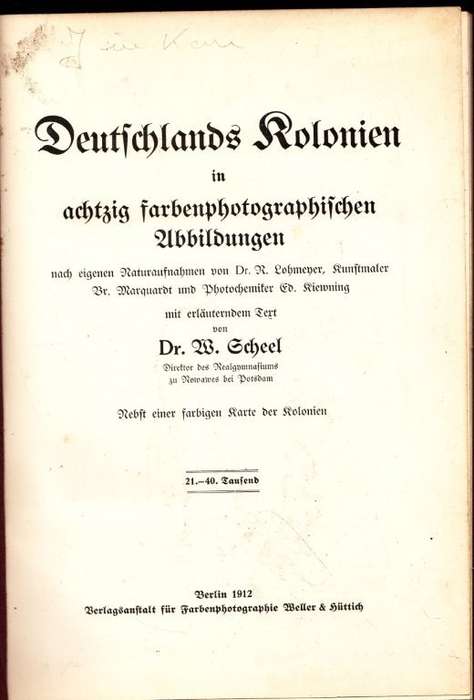 Deutschlands Kolonien
in
achtzig farbenphotographischen
Abbildungen
nach eigenen Naturaufnahmen von Dr. R. Lohmeyer, Kunstmaler
Br. Marquardt und Photochemiker Ed. Kiewning
mit erläuterndem Text
von
Dr. W. Scheel
Direktor des Realgymnasiums
zu Nowawes bei Potsdam
Nebst einer farbigen Karte der Kolonien
21.–40. Tausend
Berlin 1912
Verlagsanstalt für Farbenphotographie Weller & Hüttich